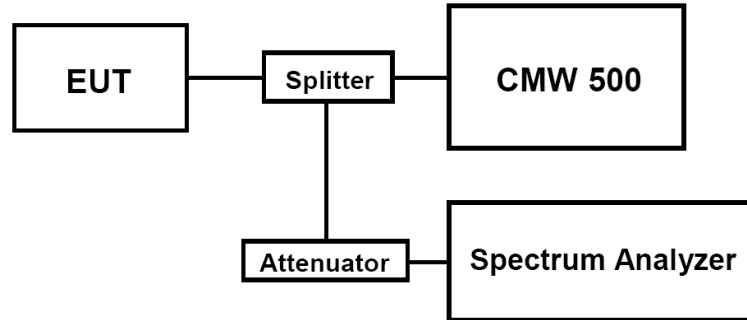 EUT
Splitter
CMW 500
Attenuator
Spectrum Analyzer